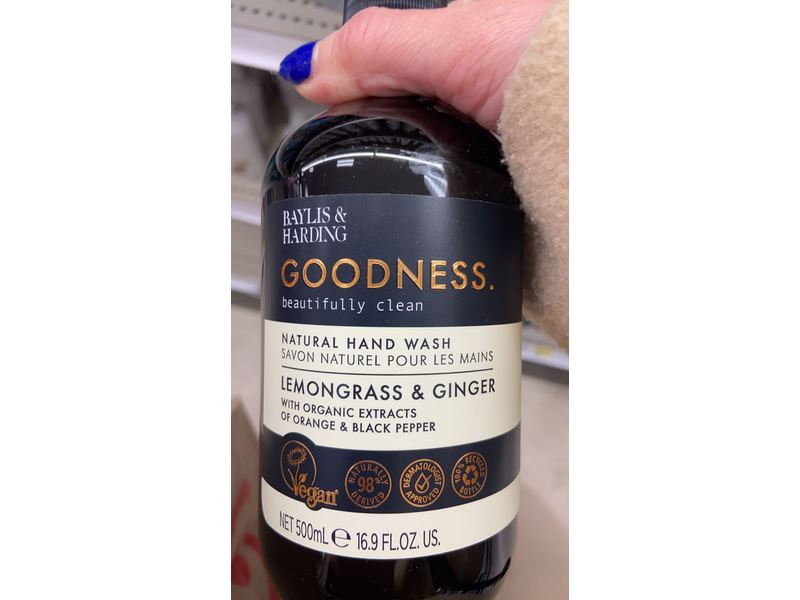 BAYLIS &
HARDING
GOODNESS.
beautifully clean
NATURAL HAND WASH
SAVON NATUREL POUR LES MAINS
LEMONGRASS & GINGER
WITH ORGANIC EXTRACTS
OF ORANGE & BLACK PEPPER
Vegan
NATURALLY
98%
DERIVED
DERMATOLOGIST
APPROVED
100% RECYCLED
BOTTLE
NET 500mL ℮ 16.9 FL.OZ. US.